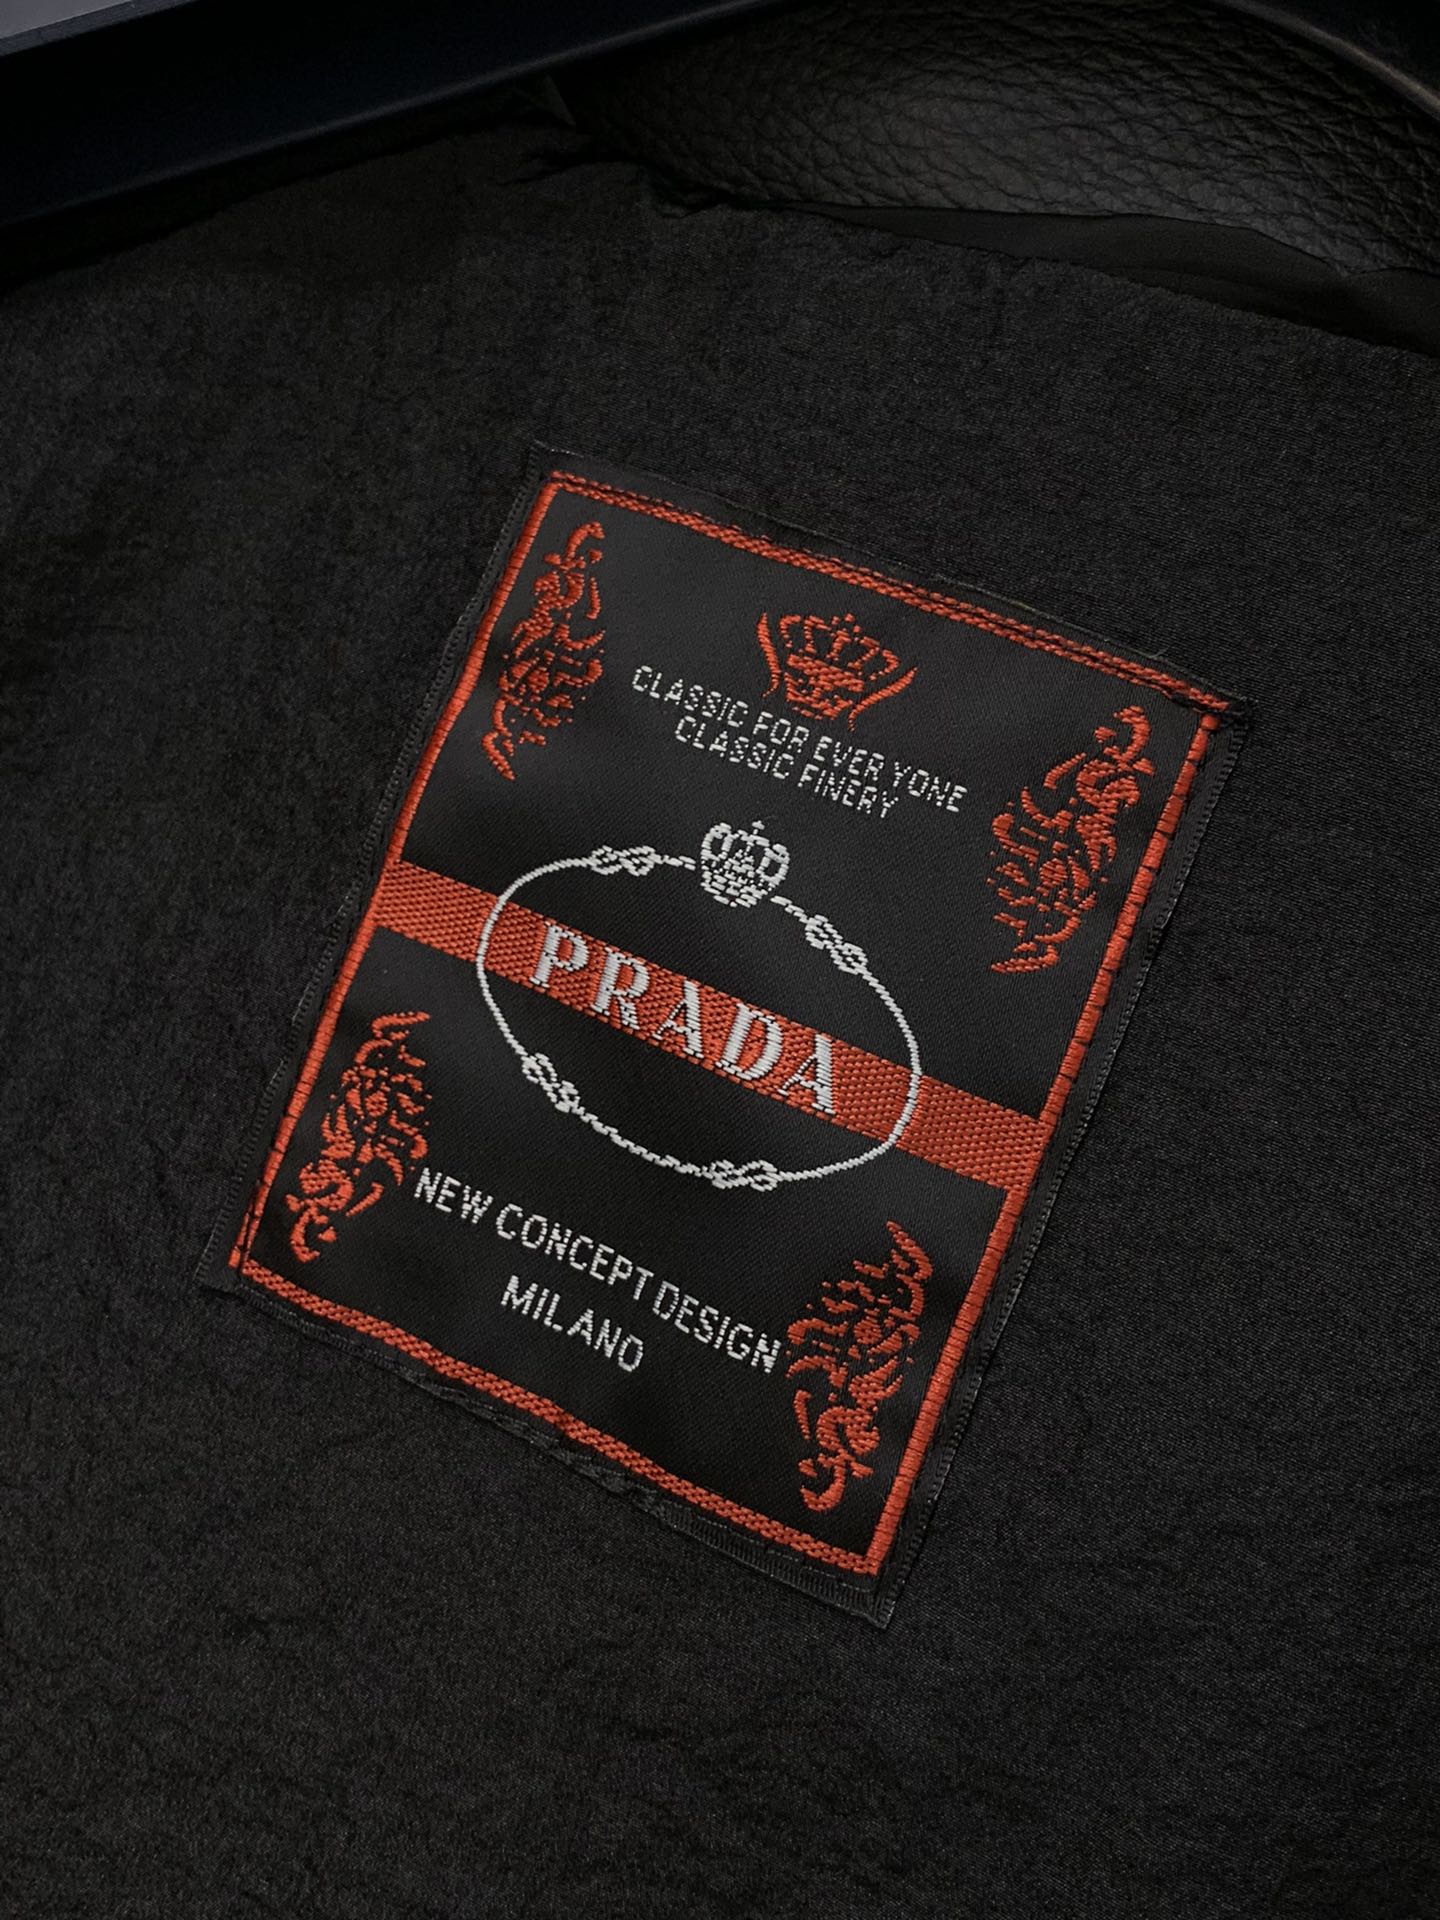 CLASSIC FOR EVER YONE
CLASSIC FINERY
PRADA
NEW CONCEPT DESIGN
MILANO